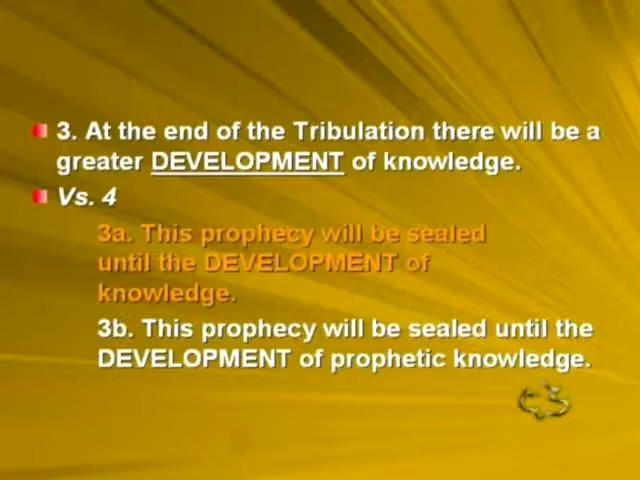 3. At the end of the Tribulation there will be a
greater DEVELOPMENT of knowledge.
Vs. 4
3a. This prophecy will be sealed
until the DEVELOPMENT of
knowledge.
3b. This prophecy will be sealed until the
DEVELOPMENT of prophetic knowledge.